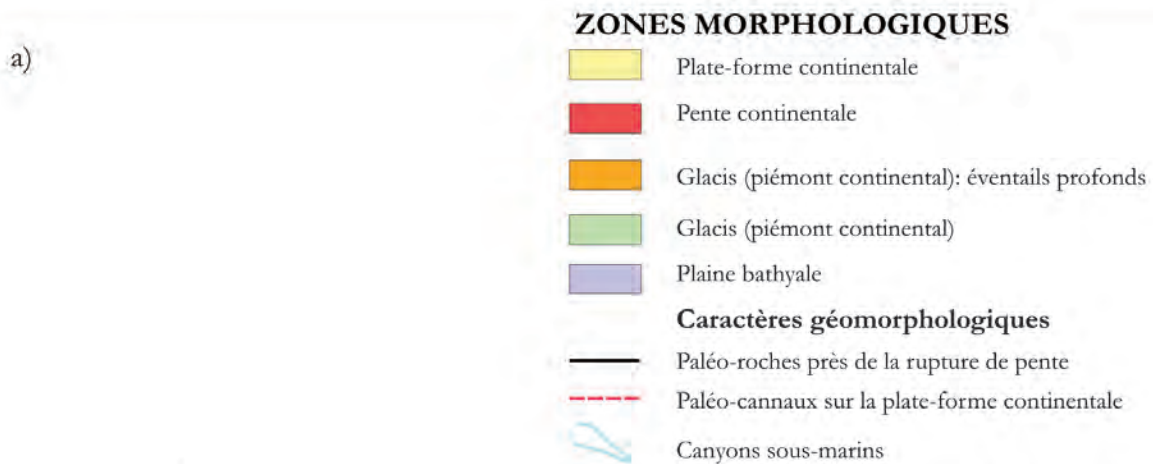 ZONES MORPHOLOGIQUES
a)
Plate-forme continentale
Pente continentale
Glacis (piémont continental): éventails profonds
Glacis (piémont continental)
Plaine bathyale
Caractères géomorphologiques
Paléo-roches près de la rupture de pente
Paléo-cannaux sur la plate-forme continentale
Canyons sous-marins